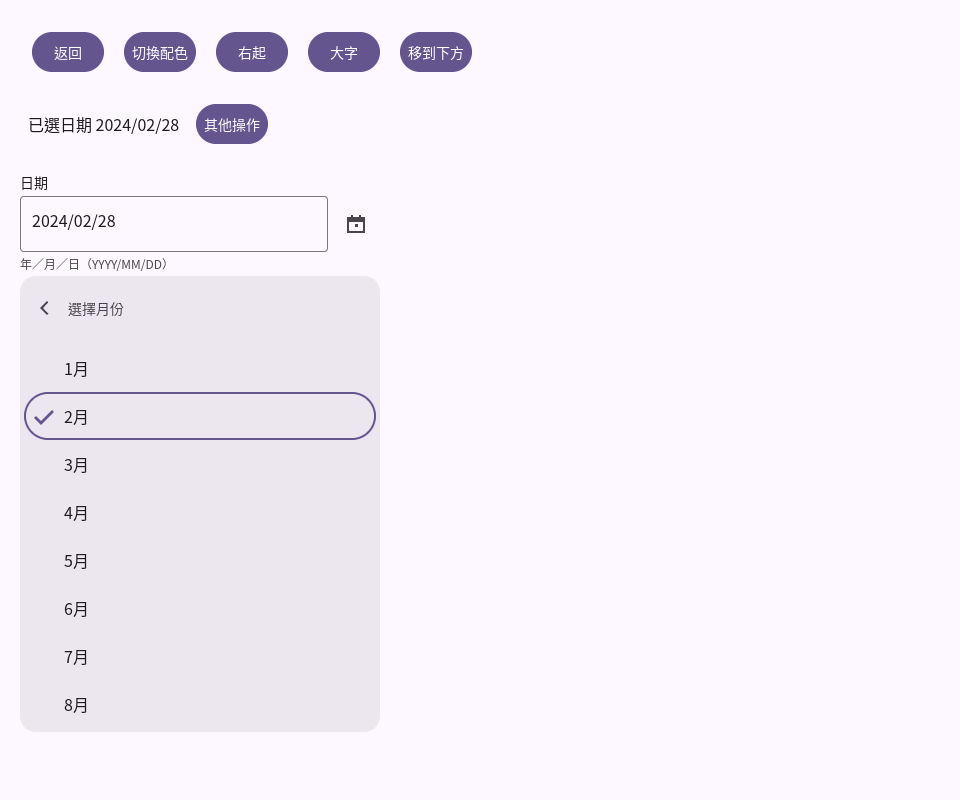 返回 切換配色 右起 大字 移到下方
已選日期 2024/02/28 其他操作
日期
2024/02/28
年／月／日（YYYY/MM/DD）
選擇月份
1月
2月
3月
4月
5月
6月
7月
8月